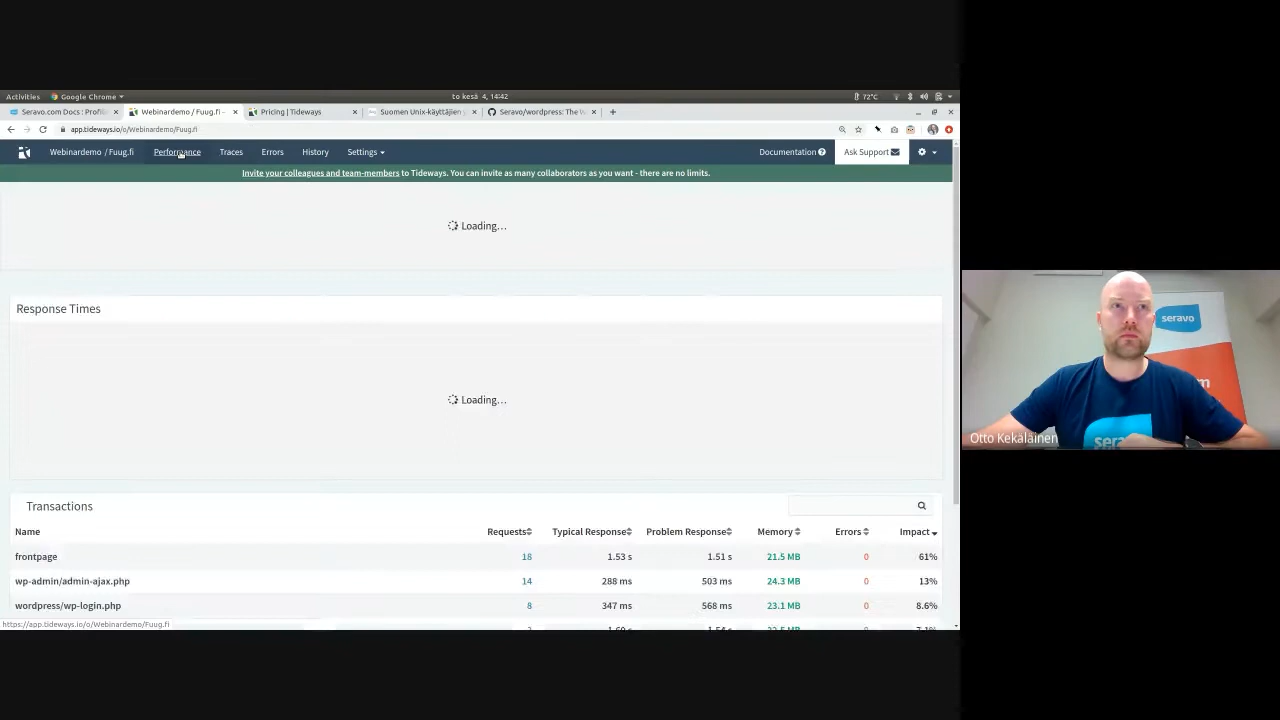 Activities Google Chrome ▾ to kesä 4, 14:42 72°C
Seravo.com Docs : Profili × Webinardemo / Fuug.fi - × Pricing | Tideways × Suomen Unix-käyttäjien × Seravo/wordpress: The W × +
app.tideways.io/o/Webinardemo/Fuug.fi
Webinardemo / Fuug.fi Performance Traces Errors History Settings Documentation Ask Support
Invite your colleagues and team-members to Tideways. You can invite as many collaborators as you want - there are no limits.
Loading...
Response Times
Loading...
Transactions
Name Requests Typical Response Problem Response Memory Errors Impact
frontpage 18 1.53 s 1.51 s 21.5 MB 0 61%
wp-admin/admin-ajax.php 14 288 ms 503 ms 24.3 MB 0 13%
wordpress/wp-login.php 8 347 ms 568 ms 23.1 MB 0 8.6%
https://app.tideways.io/o/Webinardemo/Fuug.fi
seravo
m
sera
Otto Kekäläinen